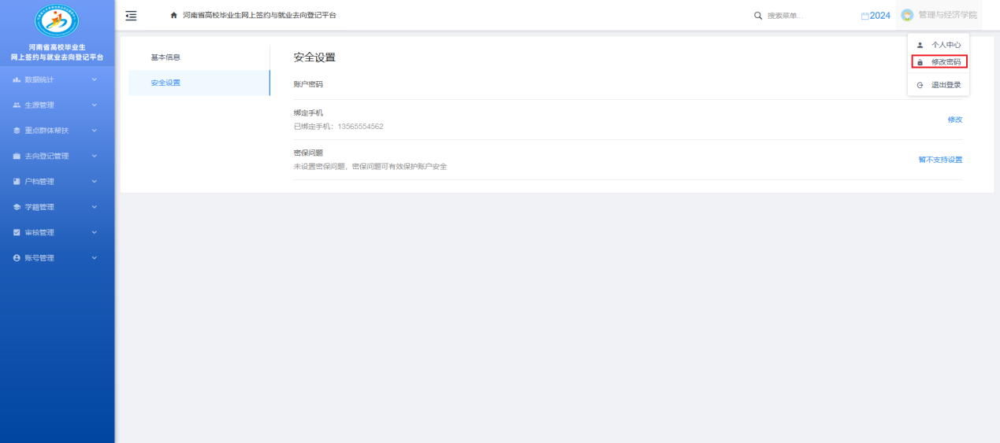 河南省高校毕业生
网上签约与就业去向登记平台
数据统计
生源管理
重点群体帮扶
去向登记管理
户档管理
学籍管理
审核管理
账号管理
河南省高校毕业生网上签约与就业去向登记平台
搜索菜单...
2024
管理与经济学院
个人中心
修改密码
退出登录
基本信息
安全设置
安全设置
账户密码
绑定手机
已绑定手机：13565554562
修改
密保问题
未设置密保问题，密保问题可有效保护账户安全
暂不支持设置